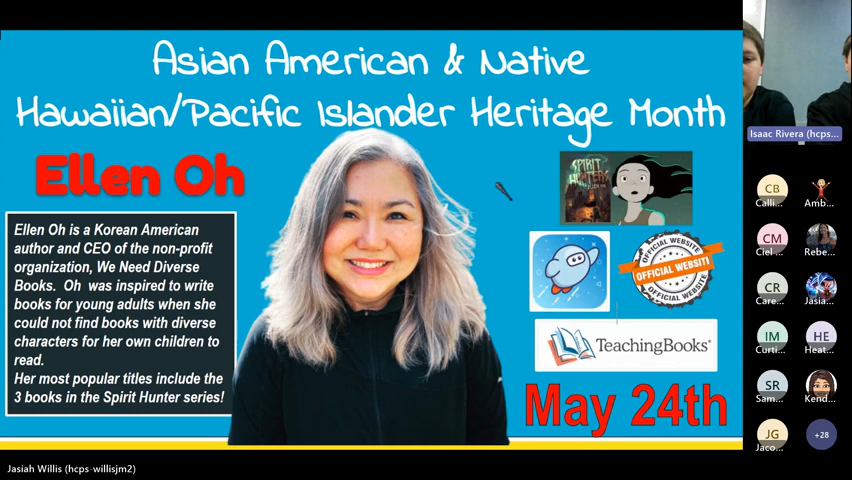 Asian American & Native
Hawaiian/Pacific Islander Heritage Month
Ellen Oh
Ellen Oh is a Korean American
author and CEO of the non-profit
organization, We Need Diverse
Books. Oh was inspired to write
books for young adults when she
could not find books with diverse
characters for her own children to
read.
Her most popular titles include the
3 books in the Spirit Hunter series!
SPIRIT
HUNTERS
OFFICIAL WEBSITE
OFFICIAL WEBSIT
OFFICIAL WEBSITE
TeachingBooks
May 24th
Isaac Rivera (hcps...
CB
Calli...
Amb...
CM
Ciel ...
Rebe...
CR
Care...
Jasia...
IM
Curti...
HE
Heat...
SR
Sam...
Kend...
JG
Jaco...
+28
Jasiah Willis (hcps-willisjm2)